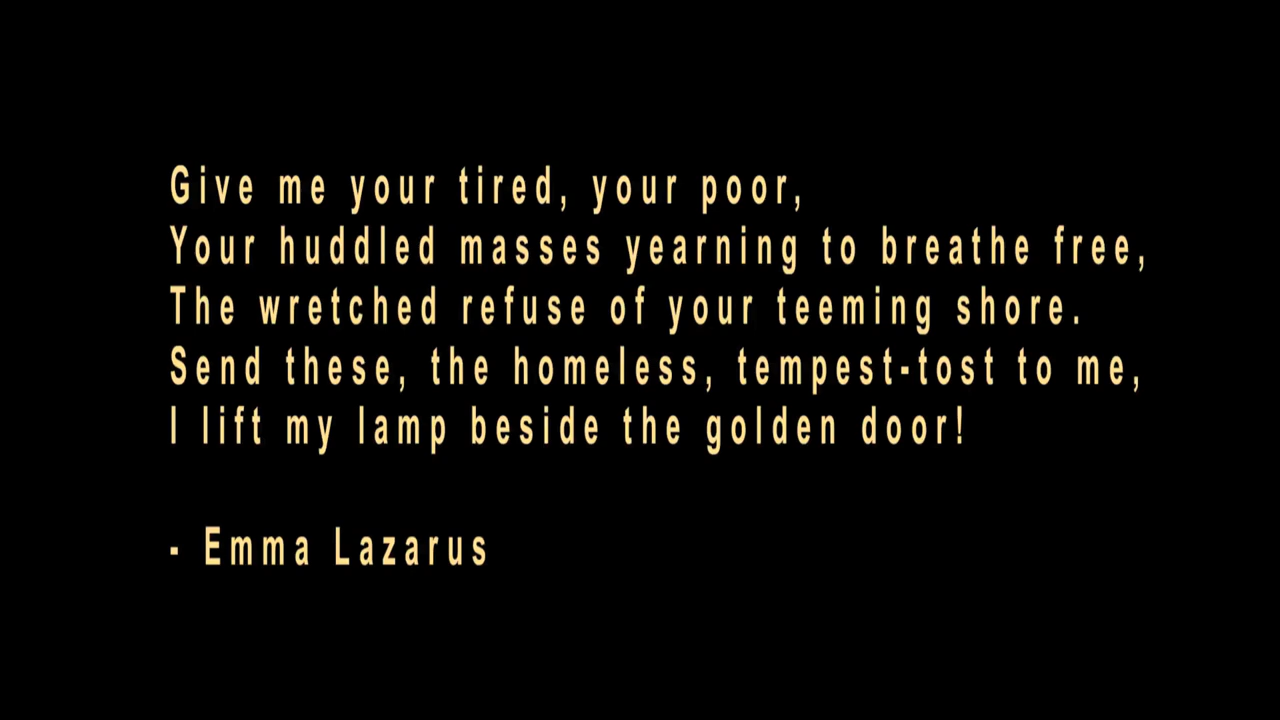 Give me your tired, your poor,
Your huddled masses yearning to breathe free,
The wretched refuse of your teeming shore.
Send these, the homeless, tempest-tost to me,
I lift my lamp beside the golden door!
- Emma Lazarus